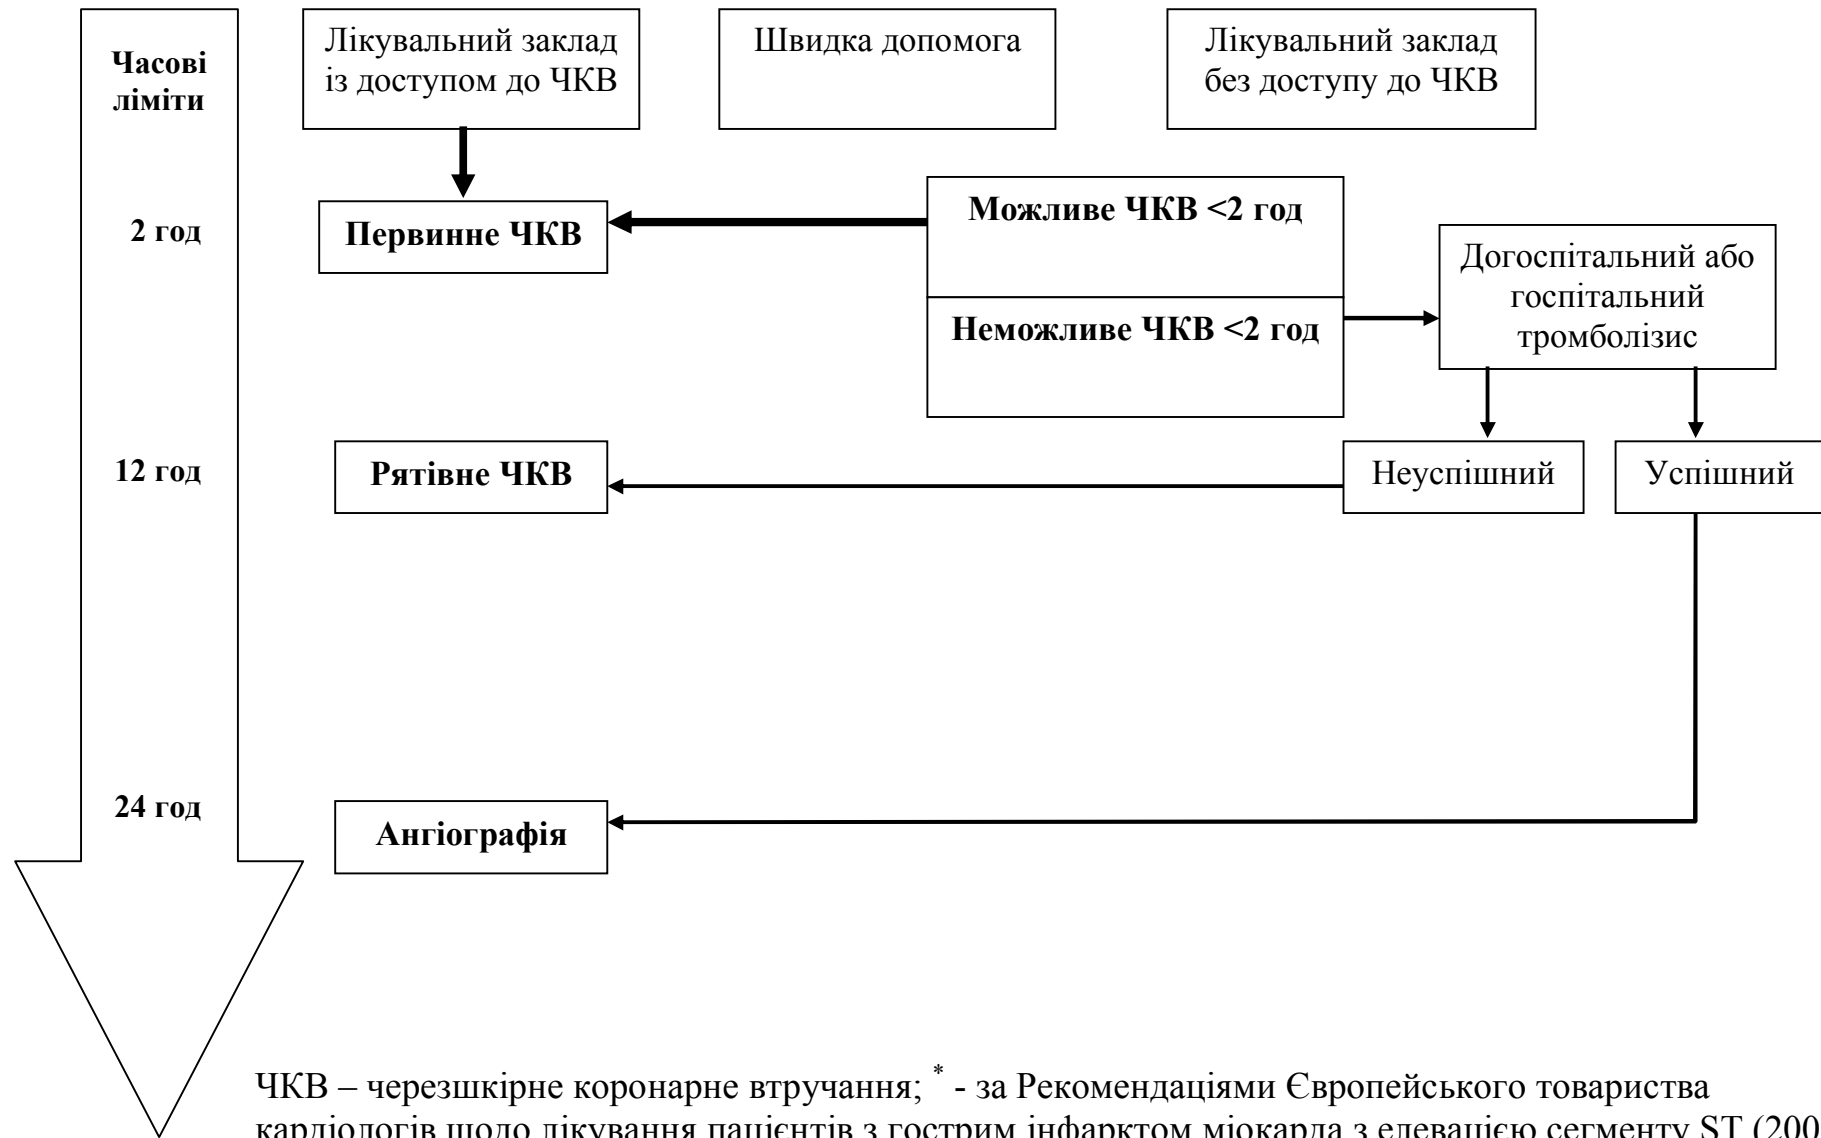 Часові
ліміти
Лікувальний заклад
із доступом до ЧКВ
Швидка допомога
Лікувальний заклад
без доступу до ЧКВ
2 год
Первинне ЧКВ
Можливе ЧКВ <2 год
Неможливе ЧКВ <2 год
Догоспітальний або
госпітальний
тромболізис
12 год
Рятівне ЧКВ
Неуспішний
Успішний
24 год
Ангіографія
ЧКВ – черезшкірне коронарне втручання; * - за Рекомендаціями Європейського товариства
кардіологів щодо лікування пацієнтів з гострим інфарктом міокарда з елевацією сегменту ST (200